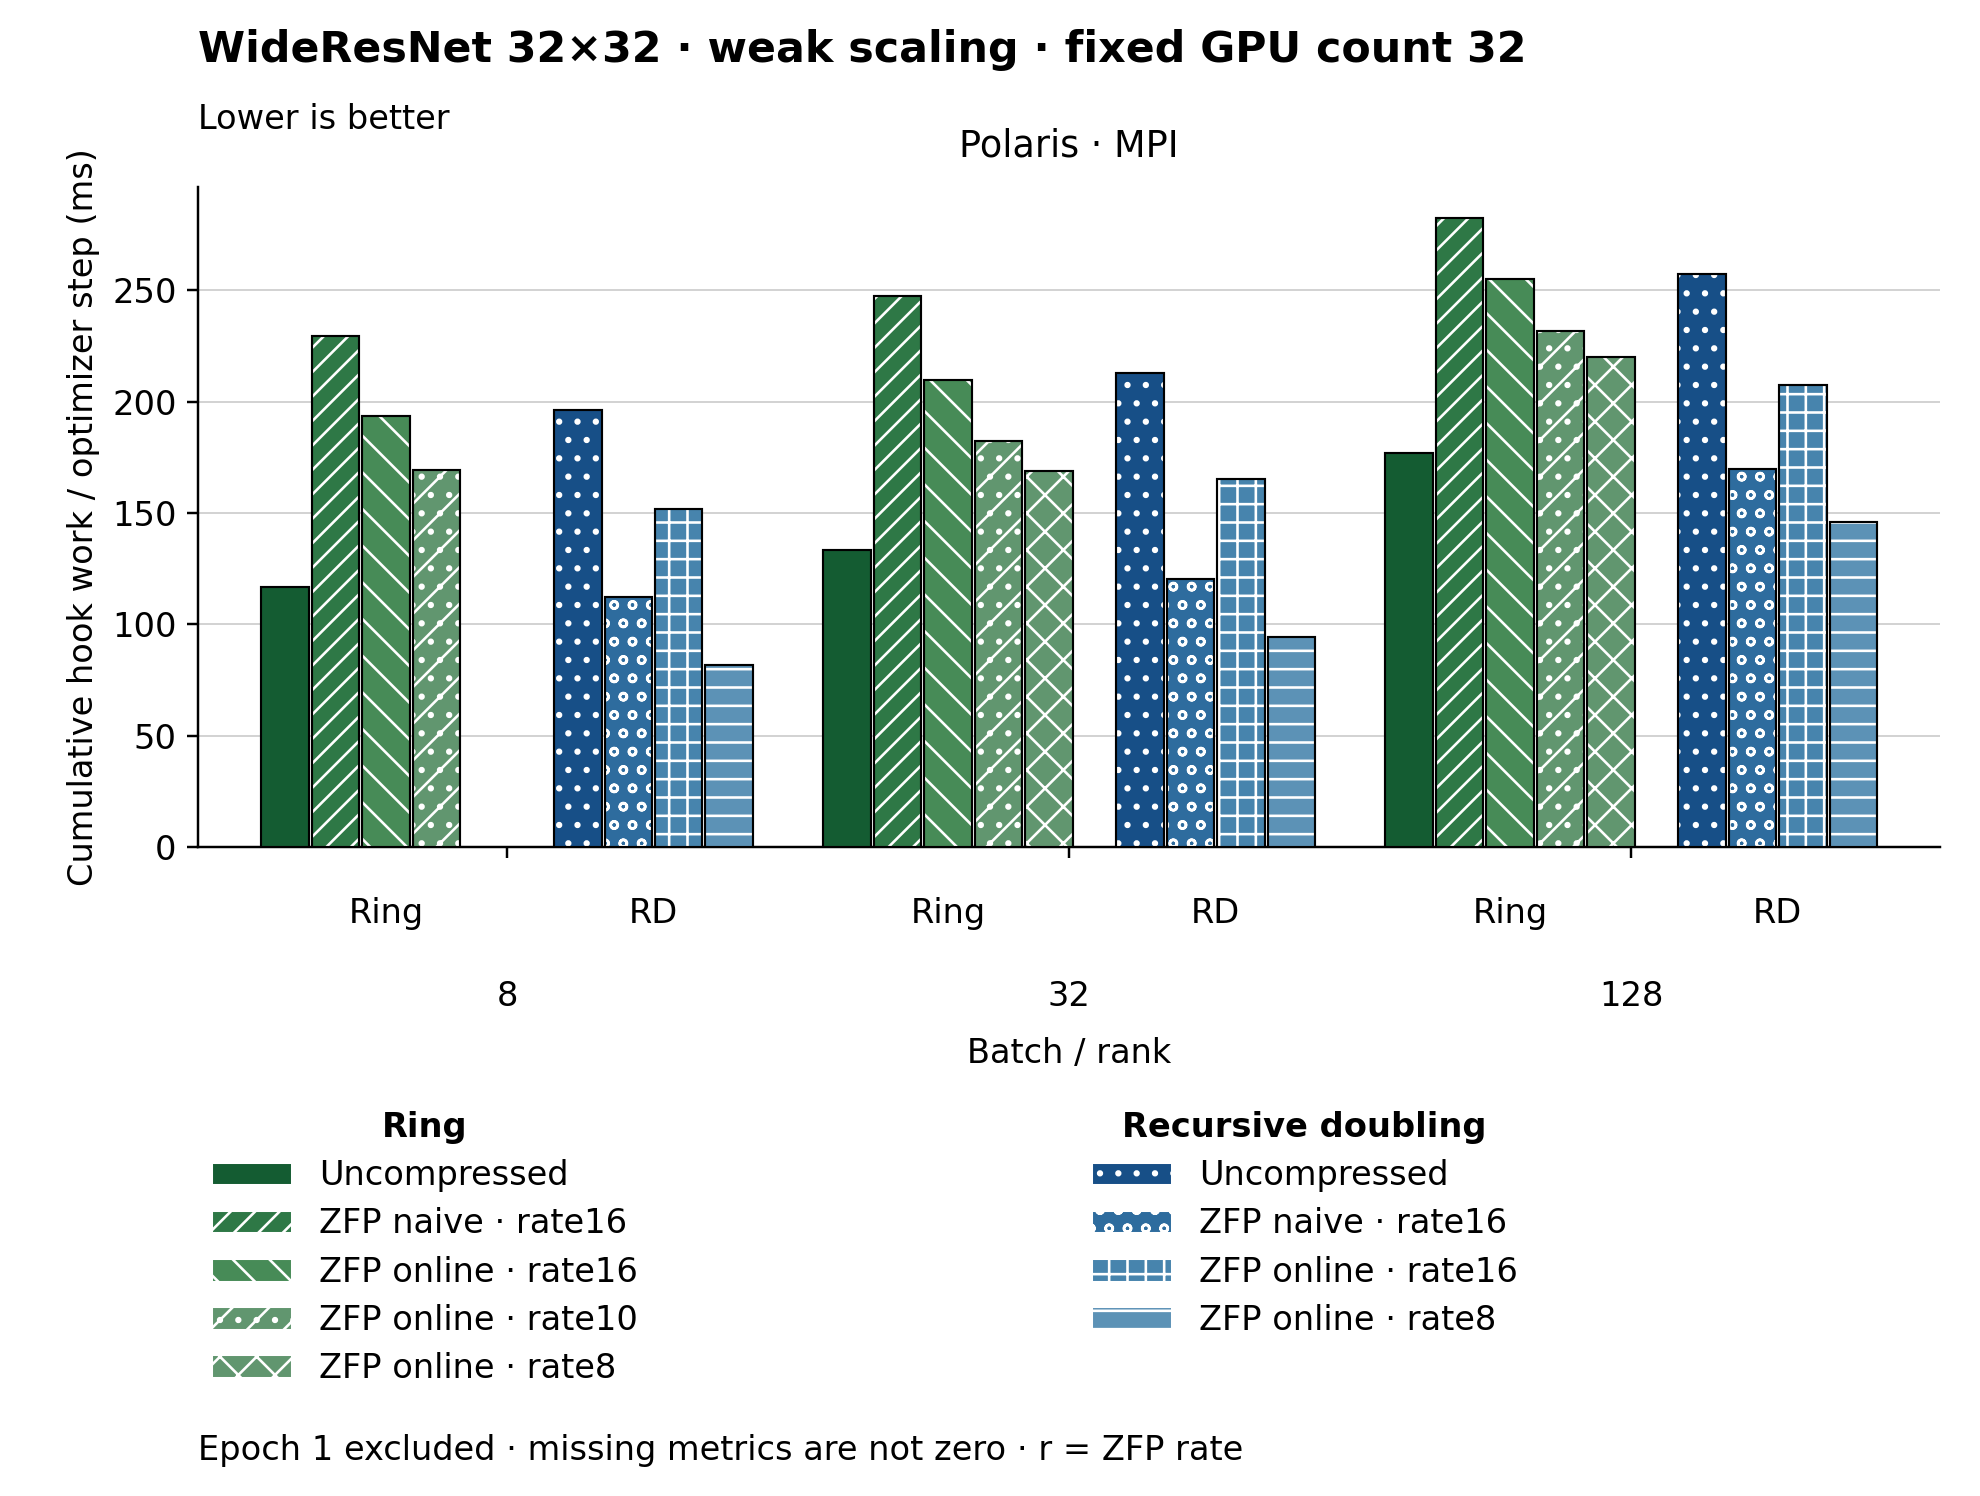 WideResNet 32×32 · weak scaling · fixed GPU count 32
Lower is better
Polaris · MPI
Cumulative hook work / optimizer step (ms)
250
200
150
100
50
0
Ring RD Ring RD Ring RD
8 32 128
Batch / rank
Ring
Uncompressed
ZFP naive · rate16
ZFP online · rate16
ZFP online · rate10
ZFP online · rate8
Recursive doubling
Uncompressed
ZFP naive · rate16
ZFP online · rate16
ZFP online · rate8
Epoch 1 excluded · missing metrics are not zero · r = ZFP rate